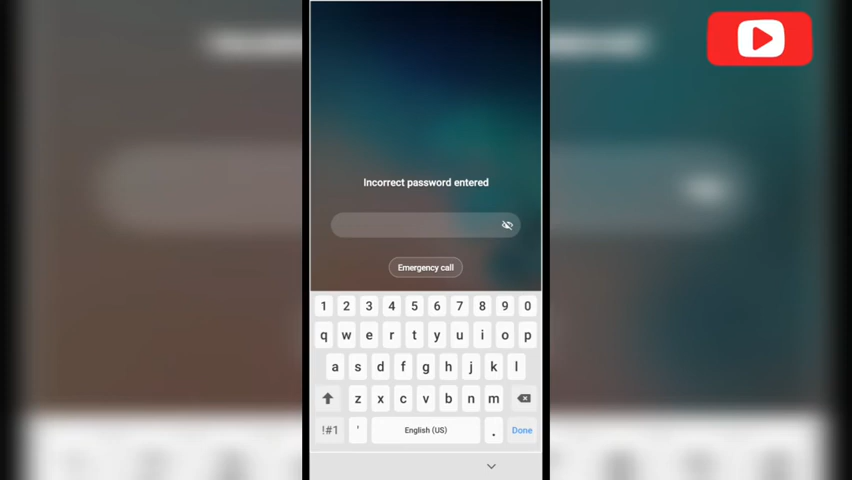 Incorrect password entered
Emergency call
1 2 3 4 5 6 7 8 9 0
q w e r t y u i o p
a s d f g h j k l
z x c v b n m
!#1 ' English (US) . Done